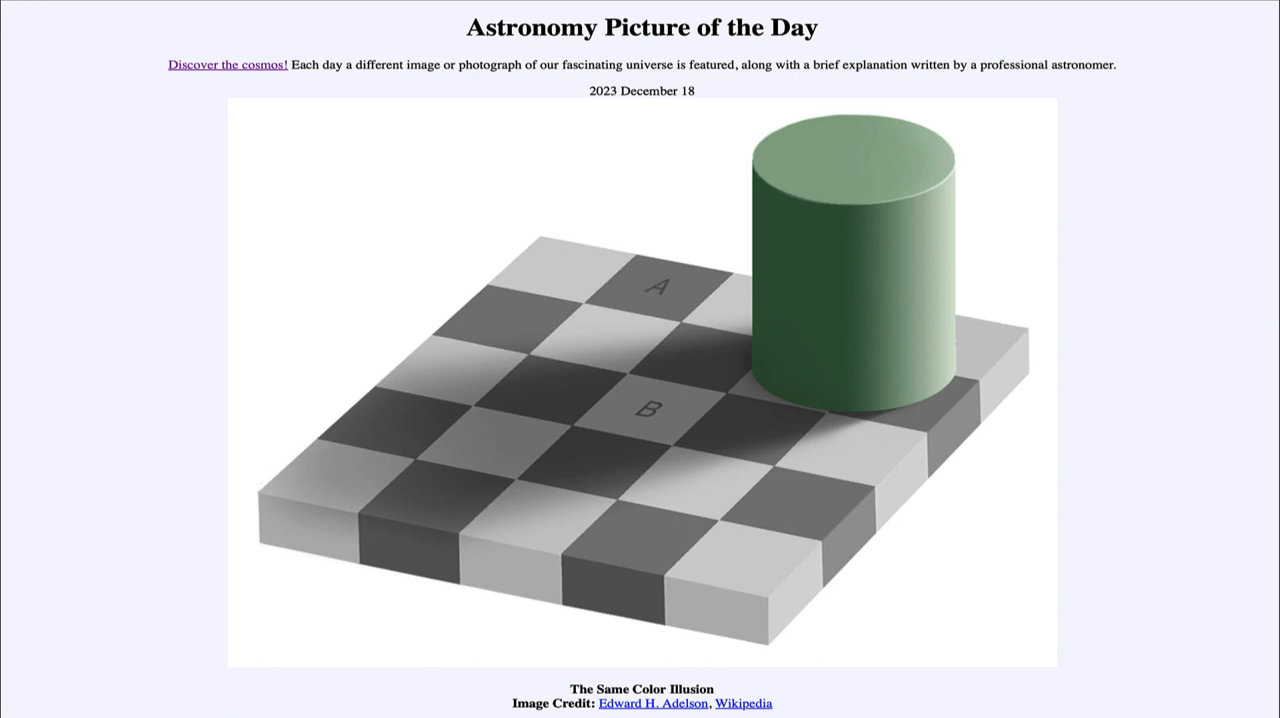 Astronomy Picture of the Day
Discover the cosmos! Each day a different image or photograph of our fascinating universe is featured, along with a brief explanation written by a professional astronomer.
2023 December 18
A
B
The Same Color Illusion
Image Credit: Edward H. Adelson, Wikipedia